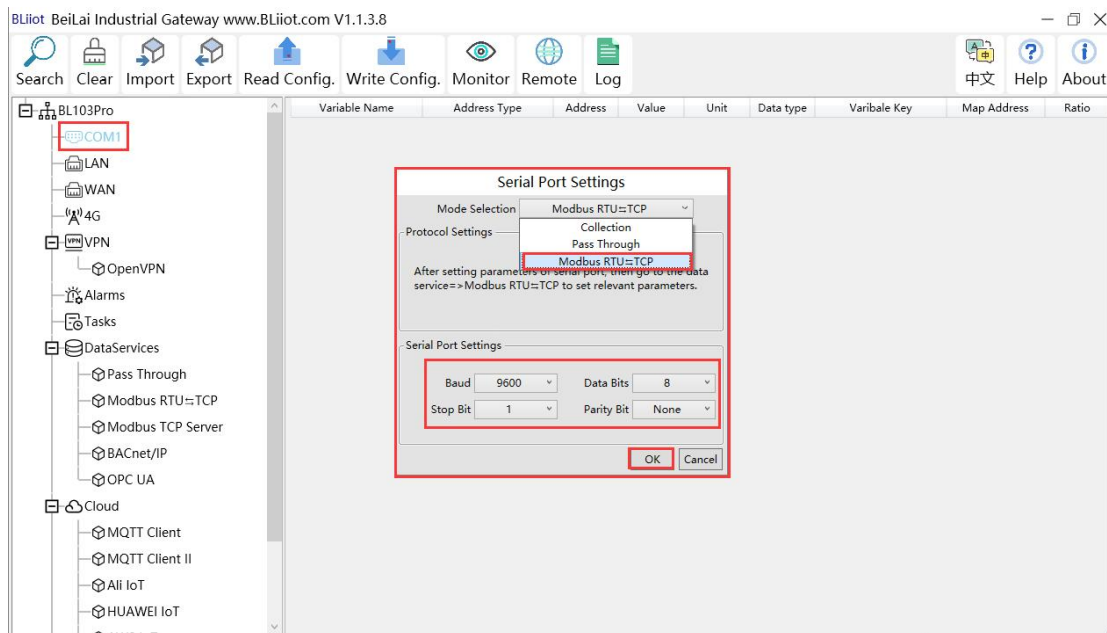 BLiiot BeiLai Industrial Gateway www.BLiiot.com V1.1.3.8
Search Clear Import Export Read Config. Write Config. Monitor Remote Log 中文 Help About
Variable Name Address Type Address Value Unit Data type Varibale Key Map Address Ratio
BL103Pro
COM1
LAN
WAN
4G
VPN VPN
OpenVPN
Alarms
Tasks
DataServices
Pass Through
Modbus RTU⇆TCP
Modbus TCP Server
BACnet/IP
OPC UA
Cloud
MQTT Client
MQTT Client II
Ali IoT
HUAWEI IoT
Serial Port Settings
Mode Selection Modbus RTU⇆TCP
Collection
Pass Through
Modbus RTU⇆TCP
Protocol Settings
After setting parameters of serial port, then go to the data
service=>Modbus RTU⇆TCP to set relevant parameters.
Serial Port Settings
Baud 9600 Data Bits 8
Stop Bit 1 Parity Bit None
OK Cancel